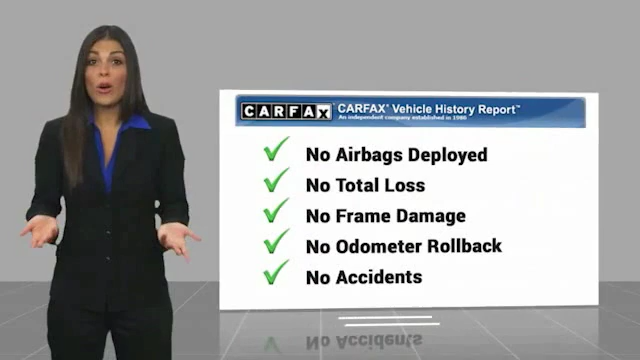 CARFAX CARFAX® Vehicle History Report™
An independent company established in 1986
No Airbags Deployed
No Total Loss
No Frame Damage
No Odometer Rollback
No Accidents